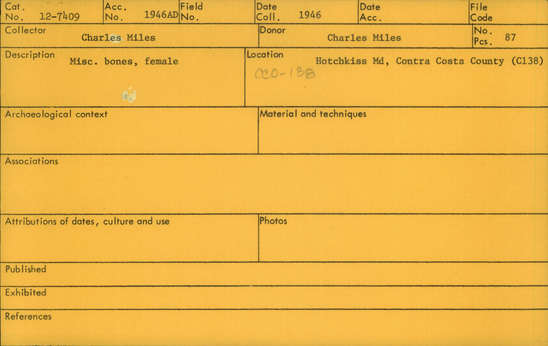 Cat. No. 12-7409 Acc. No. 1946AD Field No. Date Coll. 1946 Date Acc. File Code
Collector Charles Miles Donor Charles Miles No. Pcs. 87
Description Misc. bones, female Location Hotchkiss Md, Contra Costa County (C138)
CCO-138
Archaeological context Material and techniques
Associations
Attributions of dates, culture and use Photos
Published
Exhibited
References